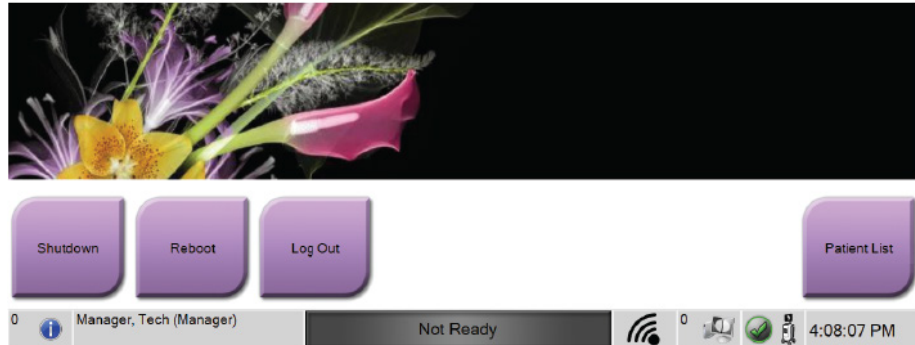 Shutdown
Reboot
Log Out
Patient List
0
Manager, Tech (Manager)
Not Ready
0
4:08:07 PM